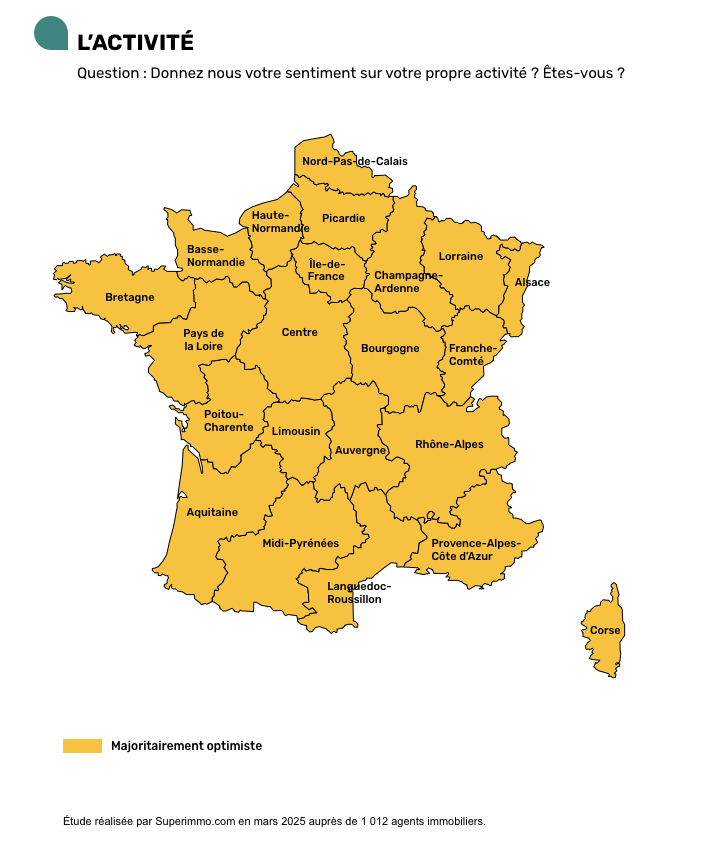 L’ACTIVITÉ
Question : Donnez nous votre sentiment sur votre propre activité ? Êtes-vous ?
Nord-Pas-de-Calais
Haute-
Normandie
Picardie
Basse-
Normandie
Île-de-
France
Champagne-
Ardenne
Lorraine
Alsace
Bretagne
Pays de
la Loire
Centre
Bourgogne
Franche-
Comté
Poitou-
Charente
Limousin
Auvergne
Rhône-Alpes
Aquitaine
Midi-Pyrénées
Provence-Alpes-
Côte d’Azur
Languedoc-
Roussillon
Corse
Majoritairement optimiste
Étude réalisée par Superimmo.com en mars 2025 auprès de 1 012 agents immobiliers.